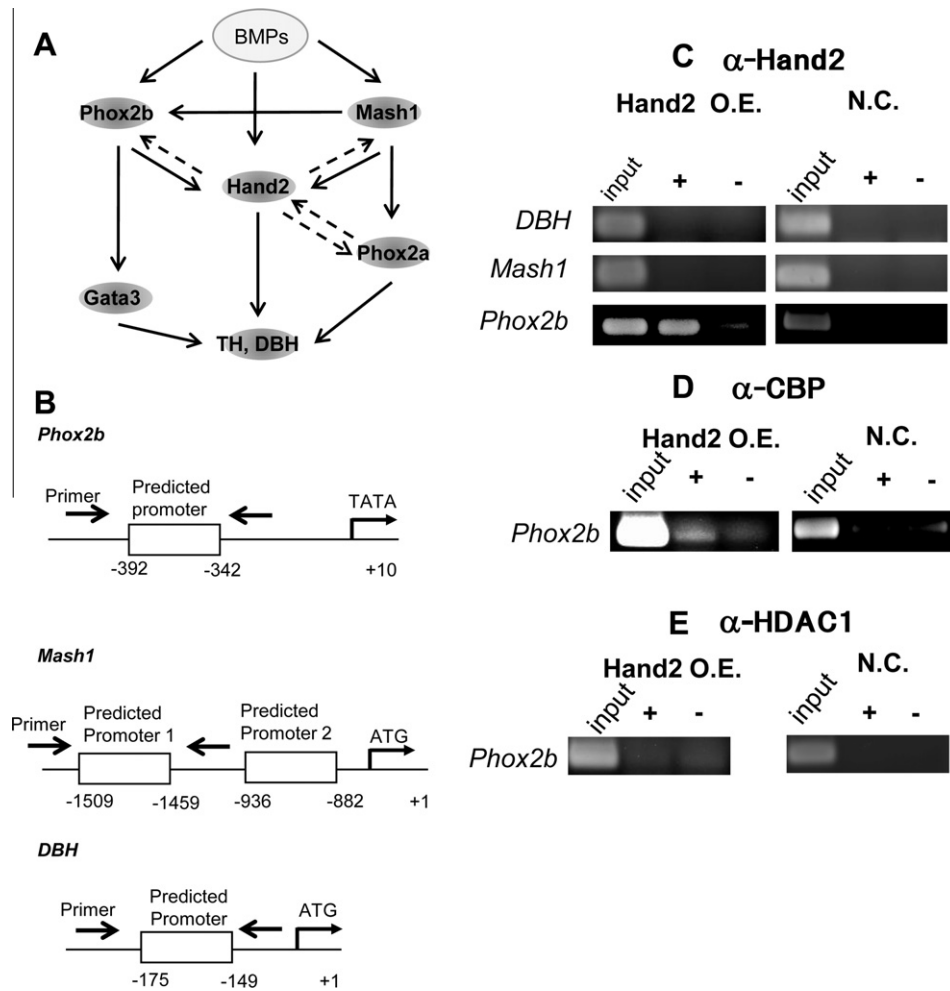 A
BMPs
Phox2b
Mash1
Hand2
Phox2a
Gata3
TH, DBH
B
Phox2b
Primer
Predicted
promoter
TATA
-392
-342
+10
Mash1
Primer
Predicted
Promoter 1
Predicted
Promoter 2
ATG
-1509
-1459
-936
-882
+1
DBH
Primer
Predicted
Promoter
ATG
-175
-149
+1
C α-Hand2
Hand2 O.E. N.C.
input + - input + -
DBH
Mash1
Phox2b
D α-CBP
Hand2 O.E. N.C.
input + - input + -
Phox2b
E α-HDAC1
Hand2 O.E. N.C.
input + - input + -
Phox2b